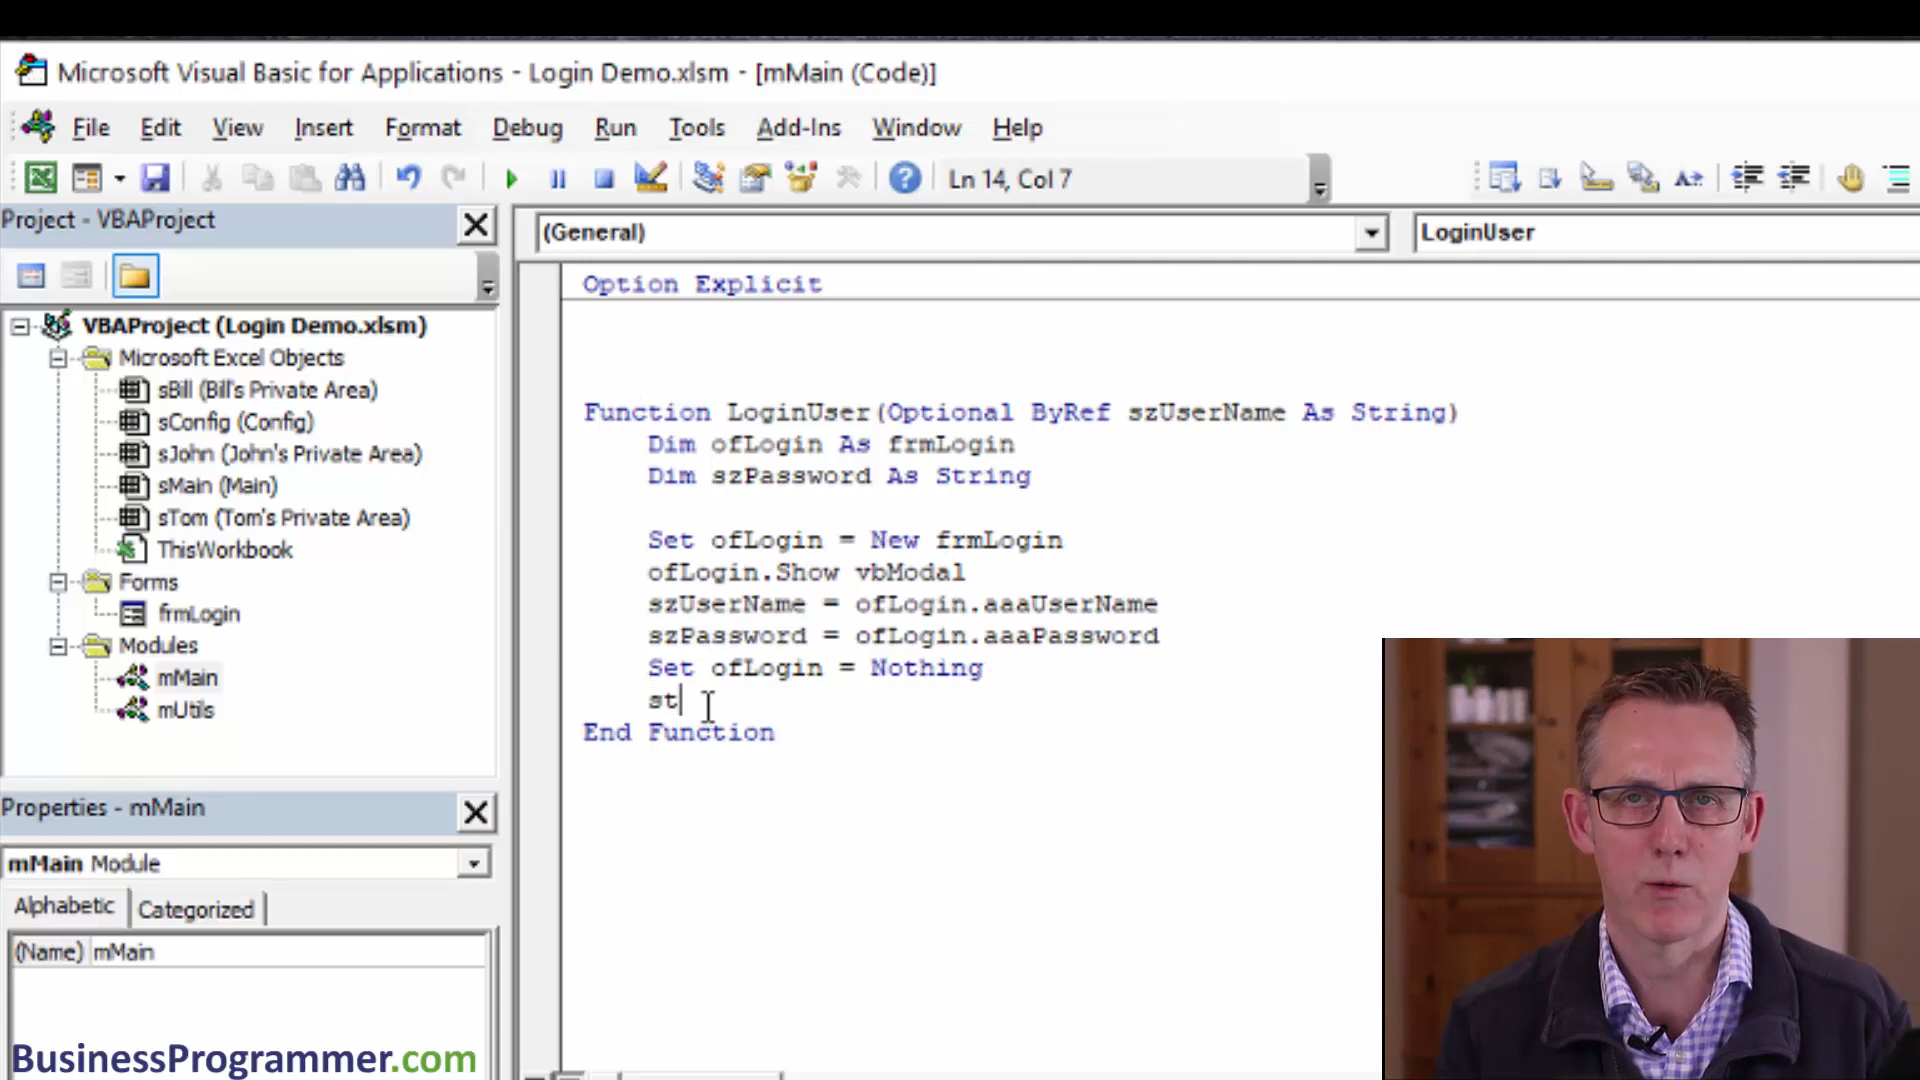 Microsoft Visual Basic for Applications - Login Demo.xlsm - [mMain (Code)]
File Edit View Insert Format Debug Run Tools Add-Ins Window Help
Ln 14, Col 7
Project - VBAProject
(General)
LoginUser
VBAProject (Login Demo.xlsm)
Microsoft Excel Objects
sBill (Bill's Private Area)
sConfig (Config)
sJohn (John's Private Area)
sMain (Main)
sTom (Tom's Private Area)
ThisWorkbook
Forms
frmLogin
Modules
mMain
mUtils
Option Explicit
Function LoginUser(Optional ByRef szUserName As String)
Dim ofLogin As frmLogin
Dim szPassword As String
Set ofLogin = New frmLogin
ofLogin.Show vbModal
szUserName = ofLogin.aaaUserName
szPassword = ofLogin.aaaPassword
Set ofLogin = Nothing
st
End Function
Properties - mMain
mMain Module
Alphabetic Categorized
(Name) mMain
BusinessProgrammer.com